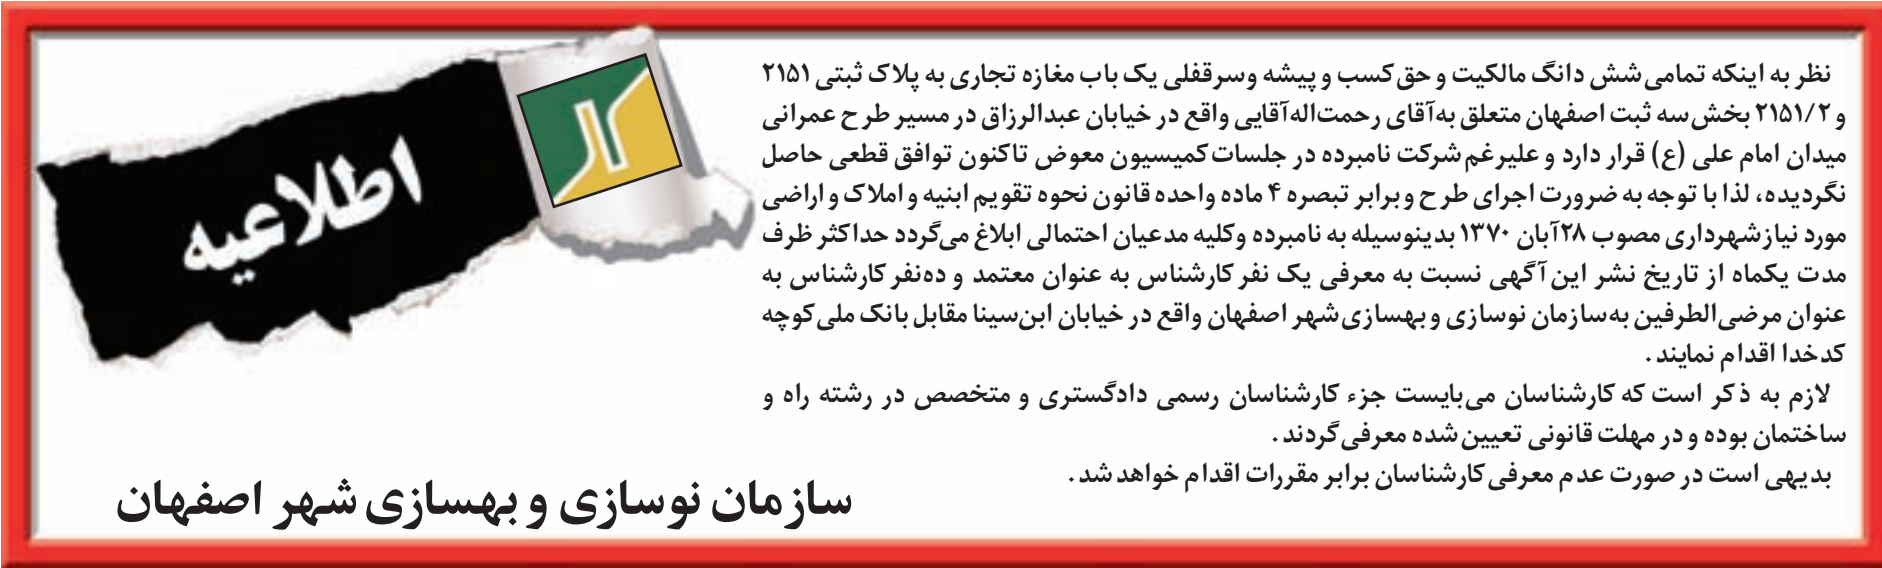 اطلاعیه
نظر به اینکه تمامی شش دانگ مالکیت و حق کسب و پیشه وسرقفلی یک باب مغازه تجاری به پلاک ثبتی ۲۱۵۱
و ۲۱۵۱/۲ بخش سه ثبت اصفهان متعلق به آقای رحمت‌اله آقایی واقع در خیابان عبدالرزاق در مسیر طرح عمرانی
میدان امام علی (ع) قرار دارد و علیرغم شرکت نامبرده در جلسات کمیسیون معوض تاکنون توافق قطعی حاصل
نگردیده، لذا با توجه به ضرورت اجرای طرح و برابر تبصره ۴ ماده واحده قانون نحوه تقویم ابنیه و املاک و اراضی
مورد نیاز شهرداری مصوب ۲۸ آبان ۱۳۷۰ بدینوسیله به نامبرده وکلیه مدعیان احتمالی ابلاغ می‌گردد حداکثر ظرف
مدت یکماه از تاریخ نشر این آگهی نسبت به معرفی یک نفر کارشناس به عنوان معتمد و ده‌نفر کارشناس به
عنوان مرضی‌الطرفین به‌سازمان نوسازی و بهسازی شهر اصفهان واقع در خیابان ابن‌سینا مقابل بانک ملی کوچه
کدخدا اقدام نمایند.
لازم به ذکر است که کارشناسان می‌بایست جزء کارشناسان رسمی دادگستری و متخصص در رشته راه و
ساختمان بوده و در مهلت قانونی تعیین شده معرفی گردند.
بدیهی است در صورت عدم معرفی کارشناسان برابر مقررات اقدام خواهد شد.
سازمان نوسازی و بهسازی شهر اصفهان